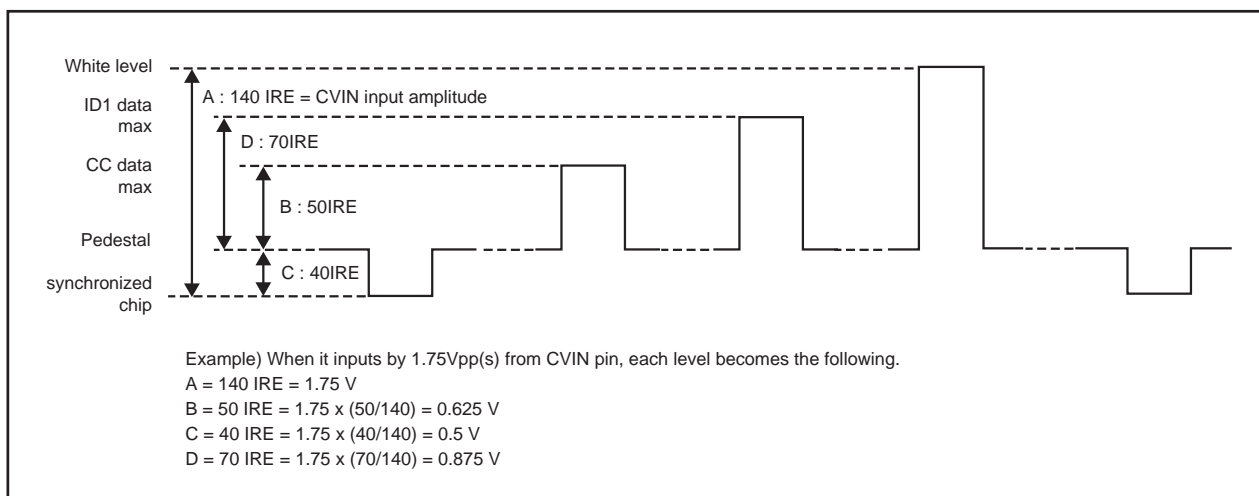 White level
A : 140 IRE = CVIN input amplitude
ID1 data
max
D : 70IRE
CC data
max
B : 50IRE
Pedestal
C : 40IRE
synchronized
chip
Example) When it inputs by 1.75Vpp(s) from CVIN pin, each level becomes the following.
A = 140 IRE = 1.75 V
B = 50 IRE = 1.75 x (50/140) = 0.625 V
C = 40 IRE = 1.75 x (40/140) = 0.5 V
D = 70 IRE = 1.75 x (70/140) = 0.875 V